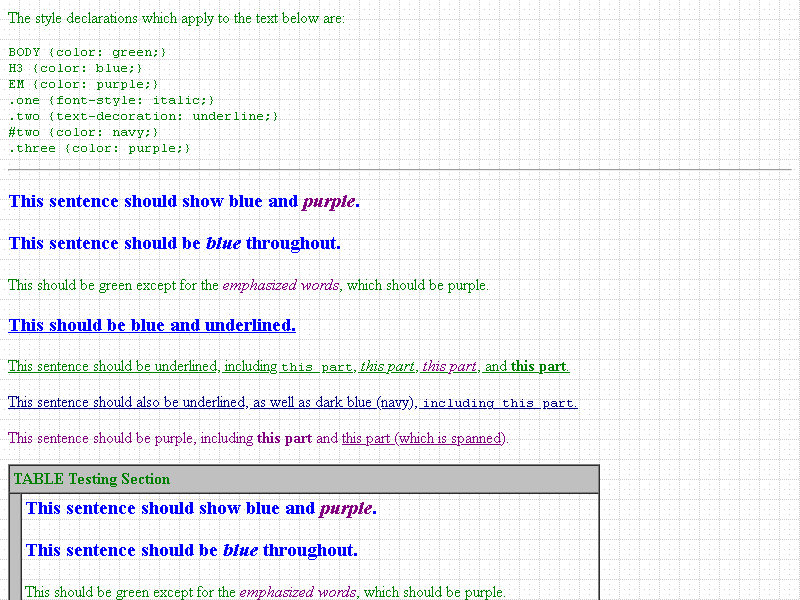 The style declarations which apply to the text below are:
BODY {color: green;}
H3 {color: blue;}
EM {color: purple;}
.one {font-style: italic;}
.two {text-decoration: underline;}
#two {color: navy;}
.three {color: purple;}
This sentence should show blue and purple.
This sentence should be blue throughout.
This should be green except for the emphasized words, which should be purple.
This should be blue and underlined.
This sentence should be underlined, including this part, this part, this part, and this part.
This sentence should also be underlined, as well as dark blue (navy), including this part.
This sentence should be purple, including this part and this part (which is spanned).
TABLE Testing Section
This sentence should show blue and purple.
This sentence should be blue throughout.
This should be green except for the emphasized words, which should be purple.